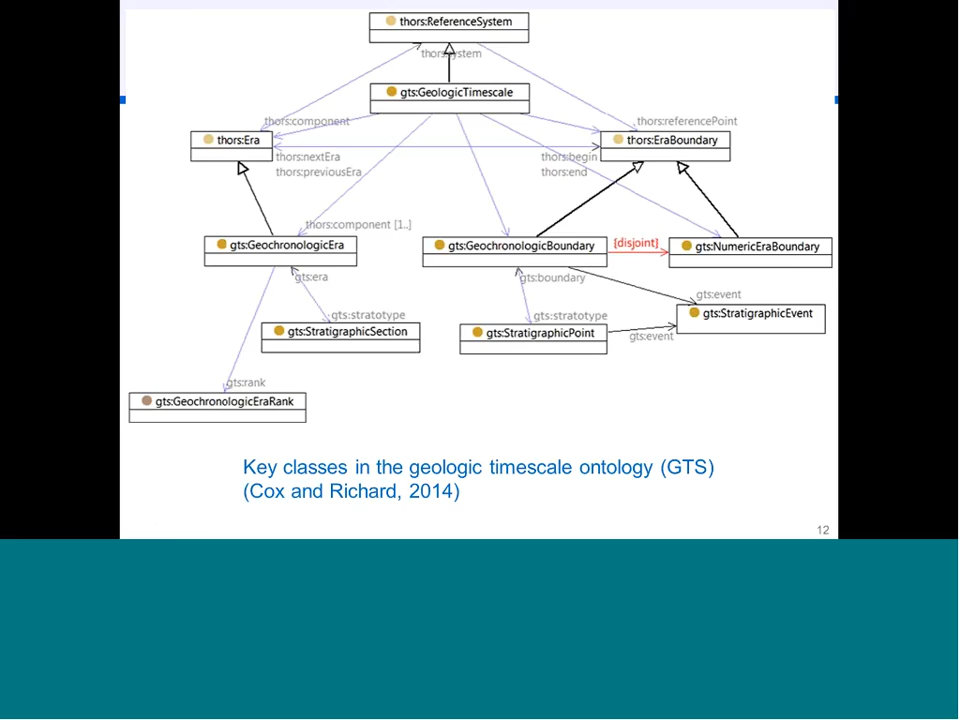 thors:ReferenceSystem
thors:system
gts:GeologicTimescale
thors:component
thors:referencePoint
thors:Era
thors:EraBoundary
thors:nextEra
thors:begin
thors:previousEra
thors:end
thors:component [1..]
gts:GeochronologicEra
gts:GeochronologicBoundary
{disjoint}
gts:NumericEraBoundary
gts:era
gts:boundary
gts:event
gts:stratotype
gts:stratotype
gts:StratigraphicEvent
gts:StratigraphicSection
gts:StratigraphicPoint
gts:event
gts:rank
gts:GeochronologicEraRank
Key classes in the geologic timescale ontology (GTS)
(Cox and Richard, 2014)
12